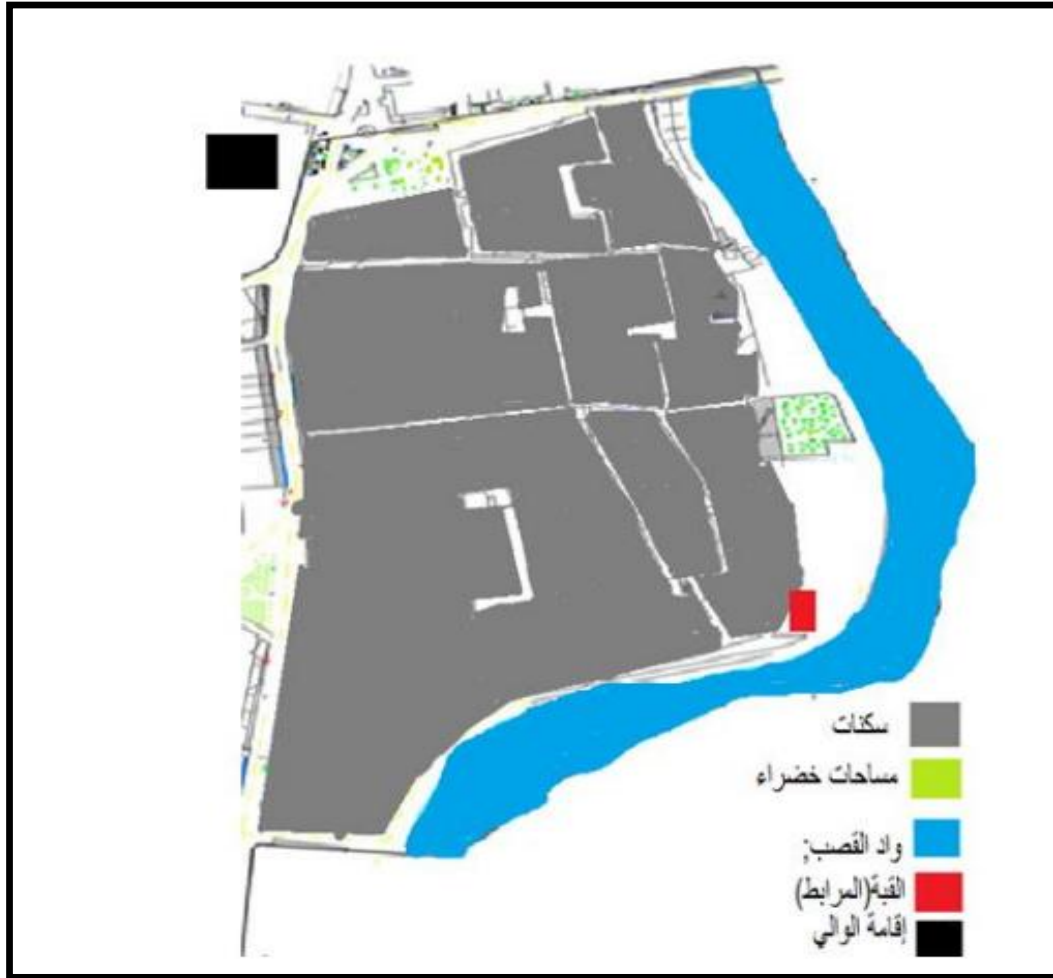 سكنات
مساحات خضراء
واد القصب;
القبة(المرابط)
إقامة الوالي